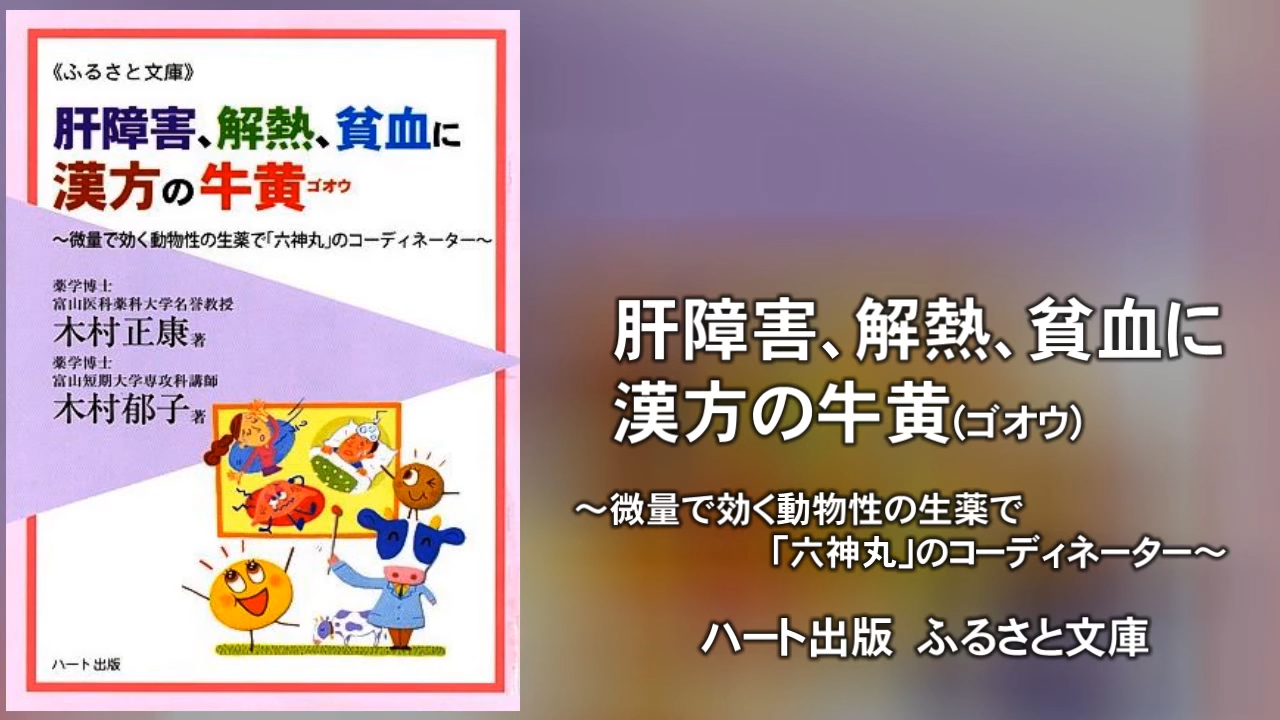 《ふるさと文庫》
肝障害、解熱、貧血に
漢方の牛黄ゴオウ
～微量で効く動物性の生薬で「六神丸」のコーディネーター～
薬学博士
富山医科薬科大学名誉教授
木村正康著
薬学博士
富山短期大学専攻科講師
木村郁子著
ハート出版
肝障害、解熱、貧血に
漢方の牛黄(ゴオウ)
～微量で効く動物性の生薬で
「六神丸」のコーディネーター～
ハート出版 ふるさと文庫